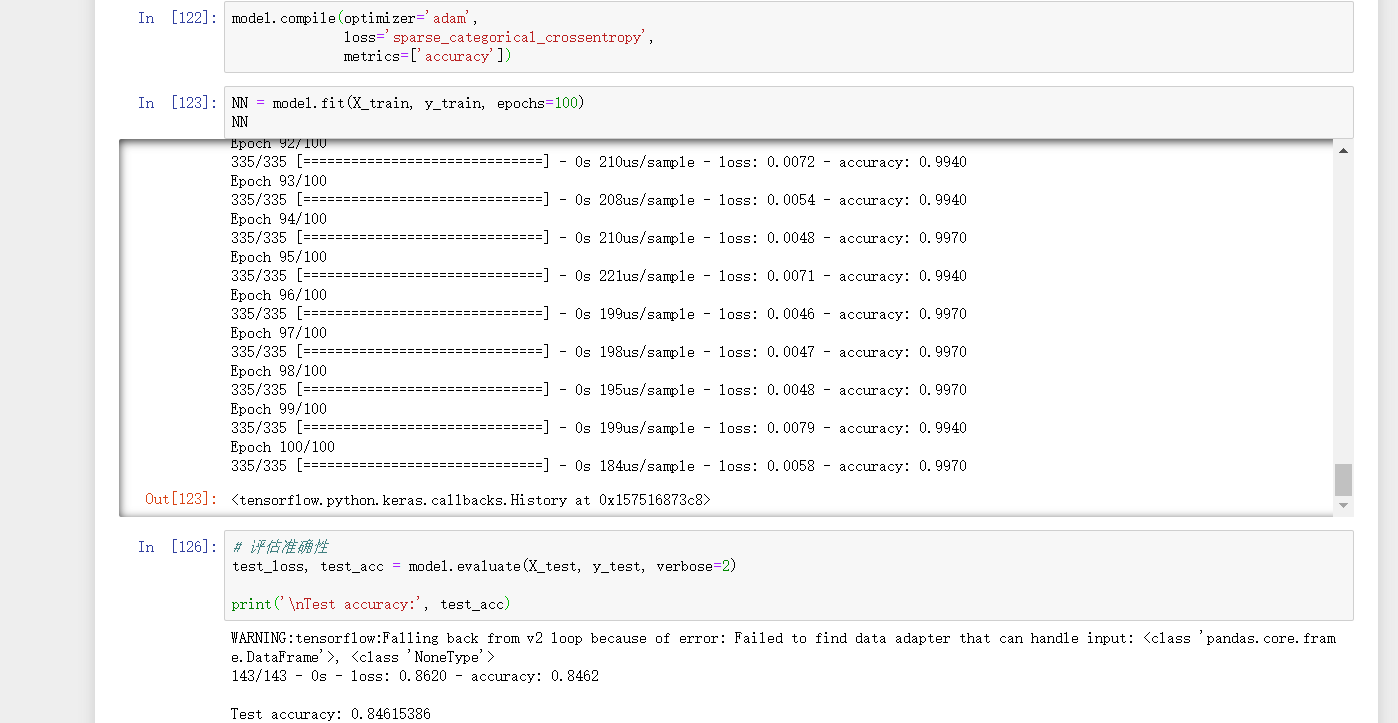 In [122]: model.compile(optimizer='adam',
loss='sparse_categorical_crossentropy',
metrics=['accuracy'])
In [123]: NN = model.fit(X_train, y_train, epochs=100)
NN
Epoch 92/100
335/335 [==============================] - 0s 210us/sample - loss: 0.0072 - accuracy: 0.9940
Epoch 93/100
335/335 [==============================] - 0s 208us/sample - loss: 0.0054 - accuracy: 0.9940
Epoch 94/100
335/335 [==============================] - 0s 210us/sample - loss: 0.0048 - accuracy: 0.9970
Epoch 95/100
335/335 [==============================] - 0s 221us/sample - loss: 0.0071 - accuracy: 0.9940
Epoch 96/100
335/335 [==============================] - 0s 199us/sample - loss: 0.0046 - accuracy: 0.9970
Epoch 97/100
335/335 [==============================] - 0s 198us/sample - loss: 0.0047 - accuracy: 0.9970
Epoch 98/100
335/335 [==============================] - 0s 195us/sample - loss: 0.0048 - accuracy: 0.9970
Epoch 99/100
335/335 [==============================] - 0s 199us/sample - loss: 0.0079 - accuracy: 0.9940
Epoch 100/100
335/335 [==============================] - 0s 184us/sample - loss: 0.0058 - accuracy: 0.9970
Out[123]: <tensorflow.python.keras.callbacks.History at 0x157516873c8>
In [126]: # 评估准确性
test_loss, test_acc = model.evaluate(X_test, y_test, verbose=2)
print('\nTest accuracy:', test_acc)
WARNING:tensorflow:Falling back from v2 loop because of error: Failed to find data adapter that can handle input: <class 'pandas.core.fram
e.DataFrame'>, <class 'NoneType'>
143/143 - 0s - loss: 0.8620 - accuracy: 0.8462
Test accuracy: 0.84615386